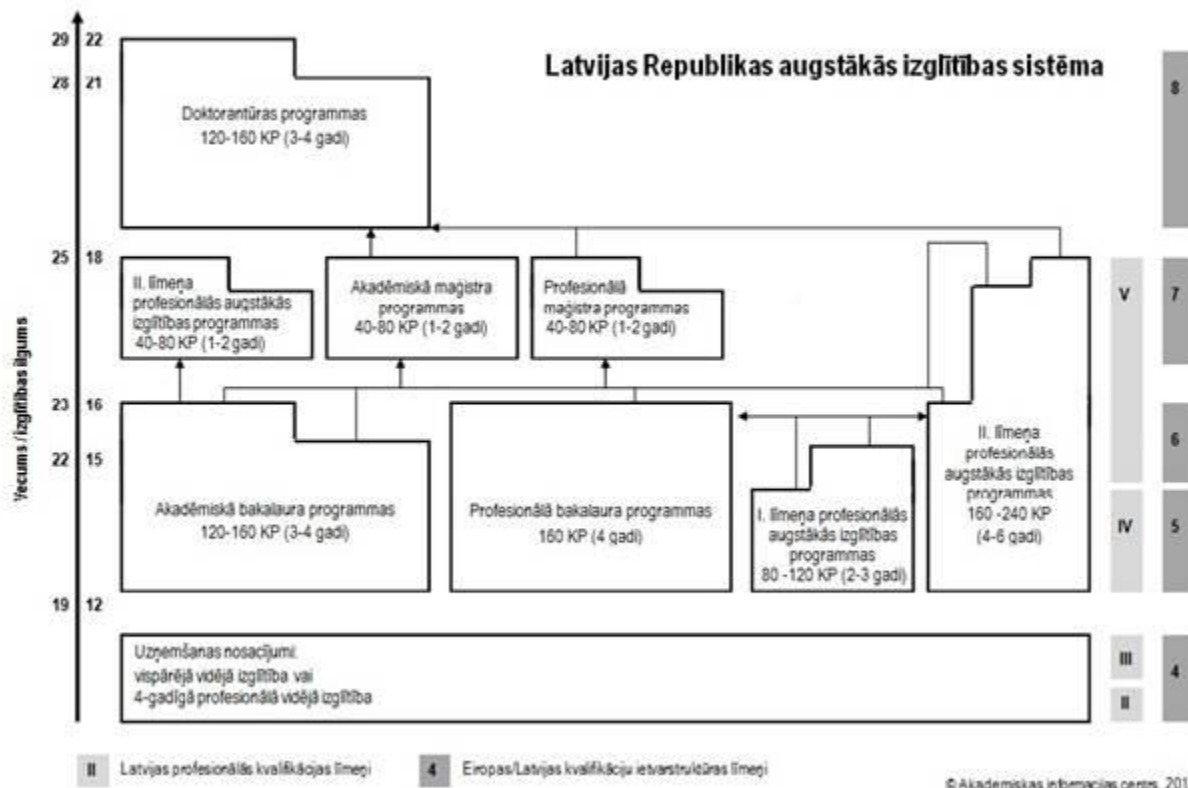 Latvijas Republikas augstākās izglītības sistēma
Vecums / izglītības ilgums
29 22
28 21
25 18
23 16
22 15
19 12
Doktorantūras programmas
120-160 KP (3-4 gadi)
II. līmeņa
profesionālās augstākās
izglītības programmas
40-80 KP (1-2 gadi)
Akadēmiskā maģistra
programmas
40-80 KP (1-2 gadi)
Profesionālā
maģistra programmas
40-80 KP (1-2 gadi)
Akadēmiskā bakalaura programmas
120-160 KP (3-4 gadi)
Profesionālā bakalaura programmas
160 KP (4 gadi)
I. līmeņa profesionālās
augstākās izglītības
programmas
80 -120 KP (2-3 gadi)
II. līmeņa
profesionālās
augstākās izglītības
programmas
160 -240 KP
(4-6 gadi)
Uzņemšanas nosacījumi:
vispārējā vidējā izglītība vai
4-gadīgā profesionālā vidējā izglītība
V
IV
III
II
8
7
6
5
4
II Latvijas profesionālās kvalifikācijas līmeņi
4 Eiropas/Latvijas kvalifikāciju ietvarstruktūras līmeņi
© Akadēmiskās informācijas centrs, 201